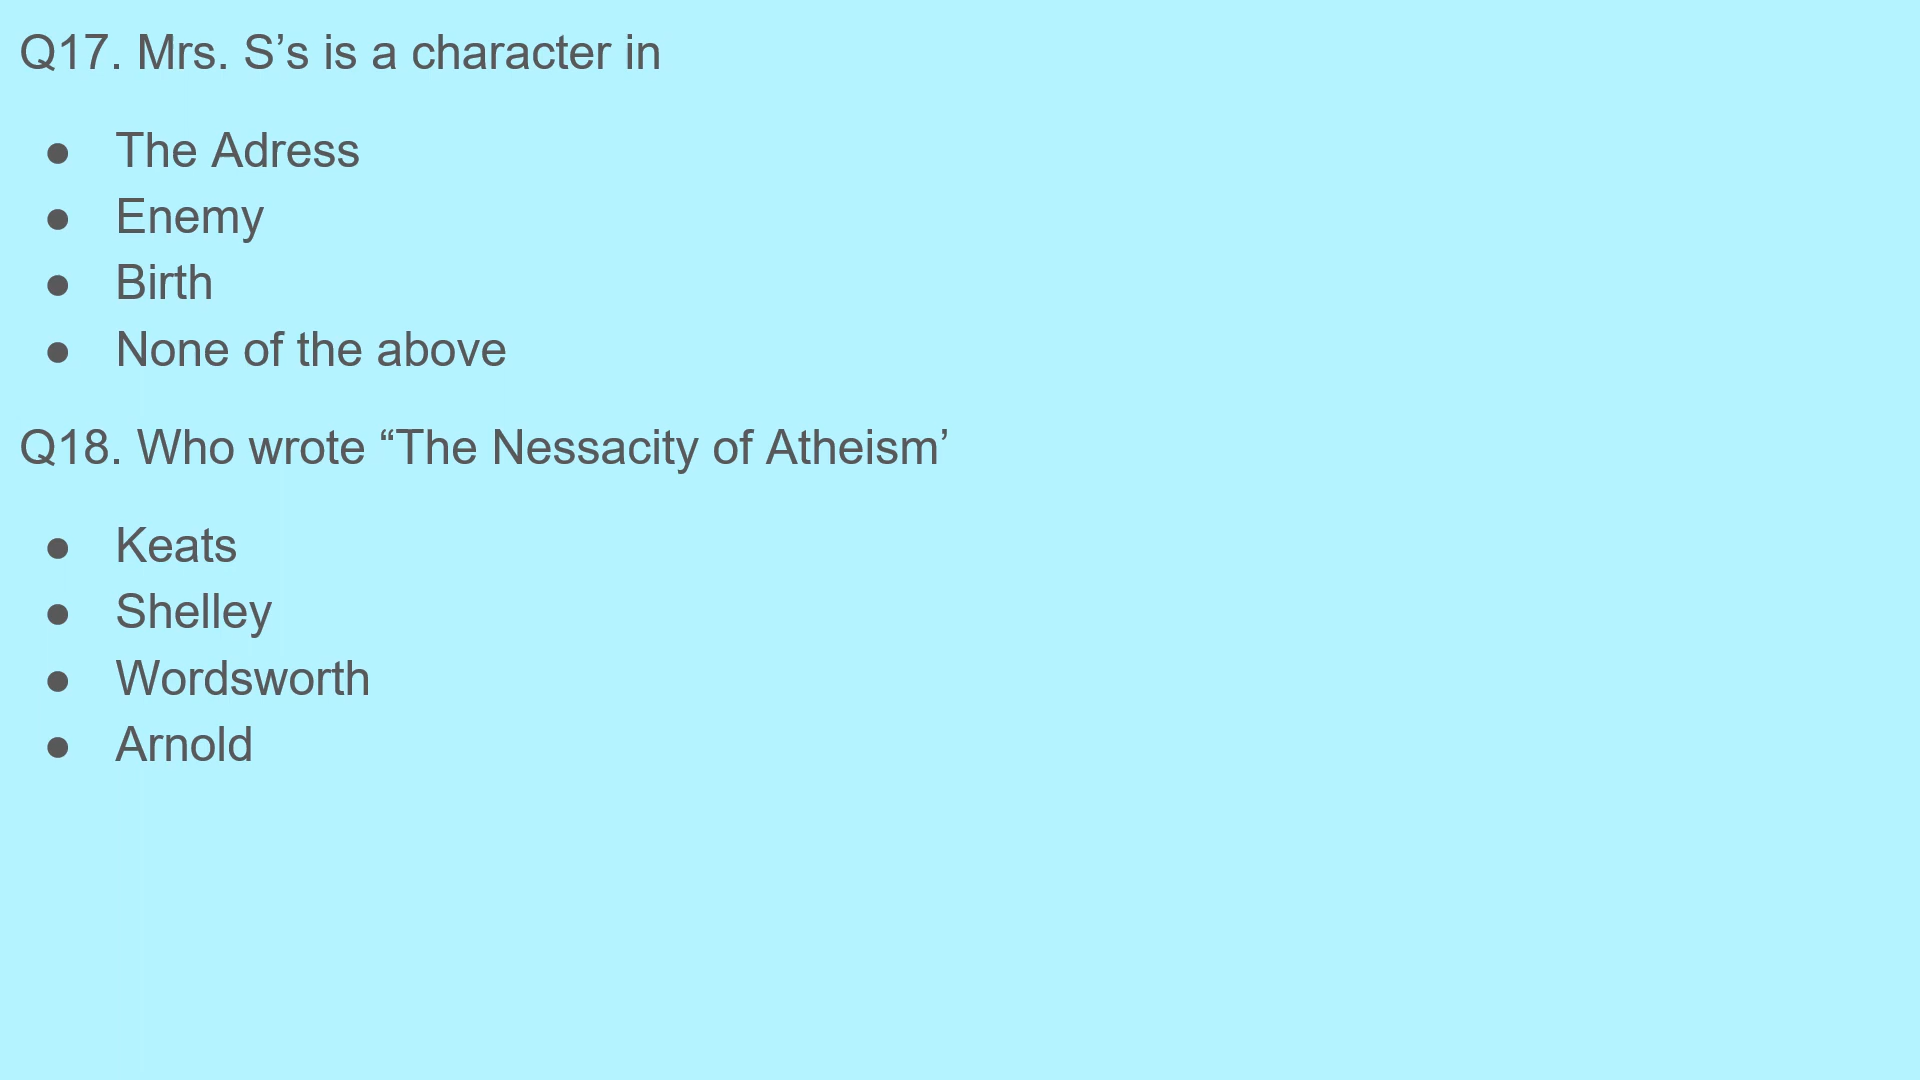 Q17. Mrs. S’s is a character in
● The Adress
● Enemy
● Birth
● None of the above
Q18. Who wrote “The Nessacity of Atheism’
● Keats
● Shelley
● Wordsworth
● Arnold